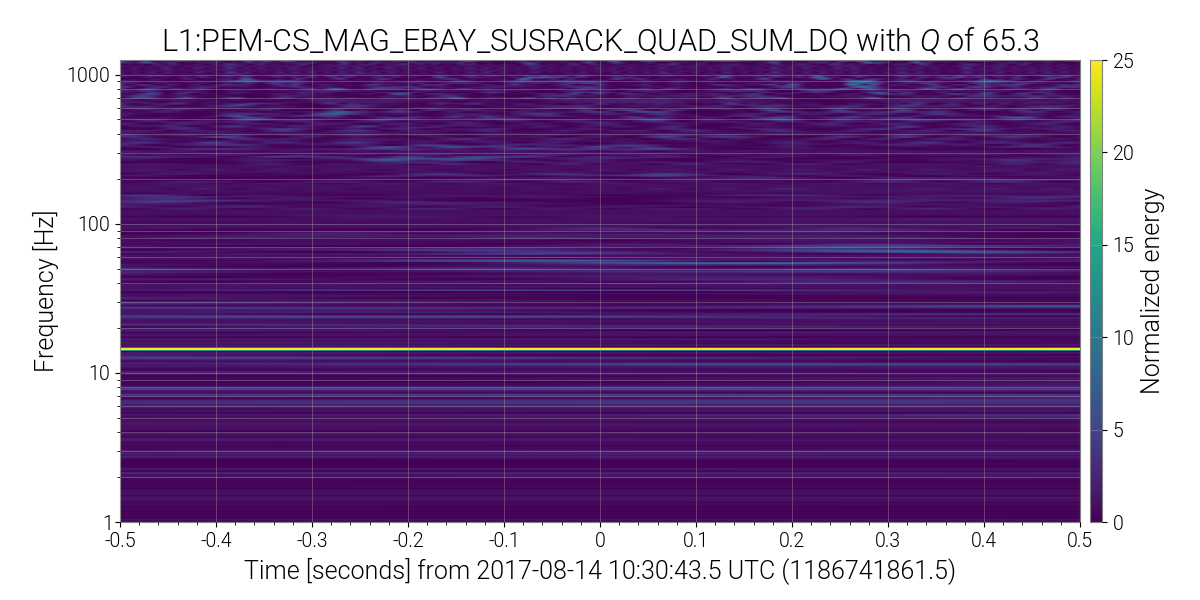 L1:PEM-CS_MAG_EBAY_SUSRACK_QUAD_SUM_DQ with Q of 65.3
1000
100
10
1
Frequency [Hz]
-0.5 -0.4 -0.3 -0.2 -0.1 0 0.1 0.2 0.3 0.4 0.5
Time [seconds] from 2017-08-14 10:30:43.5 UTC (1186741861.5)
25
20
15
10
5
0
Normalized energy